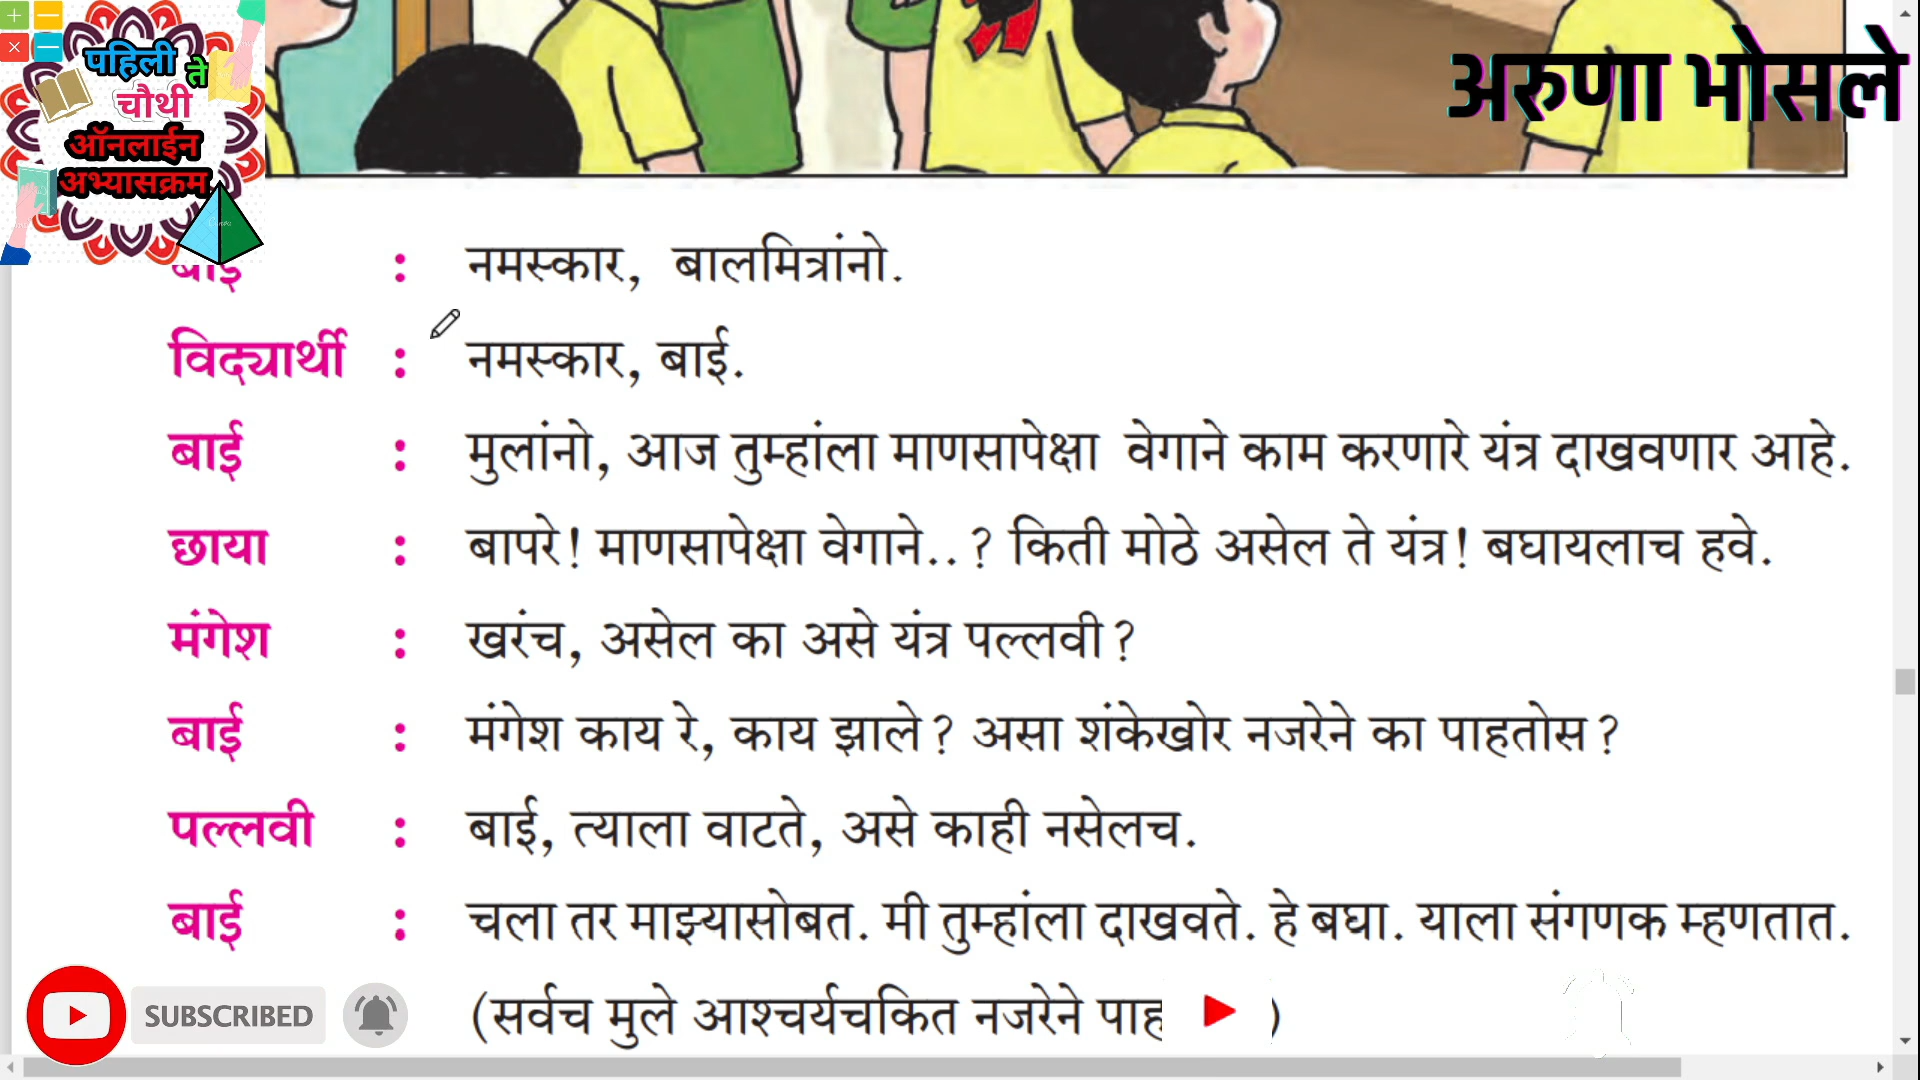 पहिली
ते
चौथी
ऑनलाईन
अभ्यासक्रम
अरुणा भोसले
बाई : नमस्कार, बालमित्रांनो.
विद्यार्थी : नमस्कार, बाई.
बाई : मुलांनो, आज तुम्हांला माणसापेक्षा वेगाने काम करणारे यंत्र दाखवणार आहे.
छाया : बापरे! माणसापेक्षा वेगाने..? किती मोठे असेल ते यंत्र! बघायलाच हवे.
मंगेश : खरंच, असेल का असे यंत्र पल्लवी?
बाई : मंगेश काय रे, काय झाले? असा शंकेखोर नजरेने का पाहतोस?
पल्लवी : बाई, त्याला वाटते, असे काही नसेलच.
बाई : चला तर माझ्यासोबत. मी तुम्हांला दाखवते. हे बघा. याला संगणक म्हणतात.
(सर्वच मुले आश्चर्यचकित नजरेने )
SUBSCRIBED